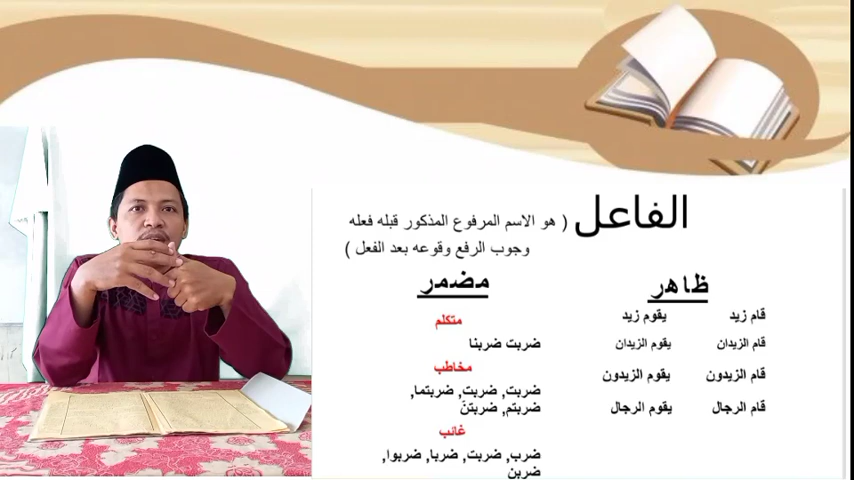 الفاعل ( هو الاسم المرفوع المذكور قبله فعله
وجوب الرفع وقوعه بعد الفعل )
ظاهر
قام زيد يقوم زيد
قام الزيدان يقوم الزيدان
قام الزيدون يقوم الزيدون
قام الرجال يقوم الرجال
مضمر
متكلم
ضربت ضربنا
مخاطب
ضربت, ضربت, ضربتما,
ضربتم, ضربتنّ
غائب
ضرب, ضربت, ضربا, ضربوا,
ضربن